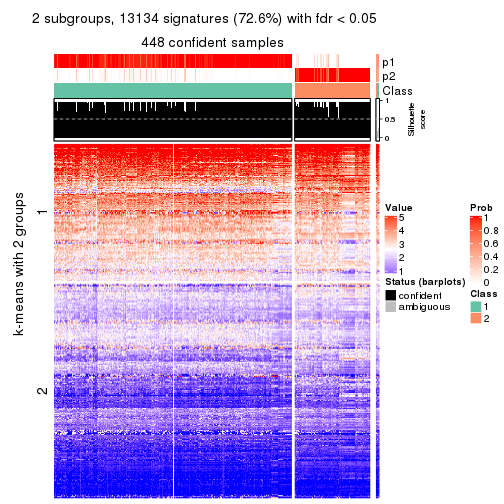 2 subgroups, 13134 signatures (72.6%) with fdr < 0.05
448 confident samples
p1
p2
Class
1
0.5
0
Silhouette
score
k-means with 2 groups
1
2
Value
5
4
3
2
1
Status (barplots)
confident
ambiguous
Prob
1
0.8
0.6
0.4
0.2
0
Class
1
2